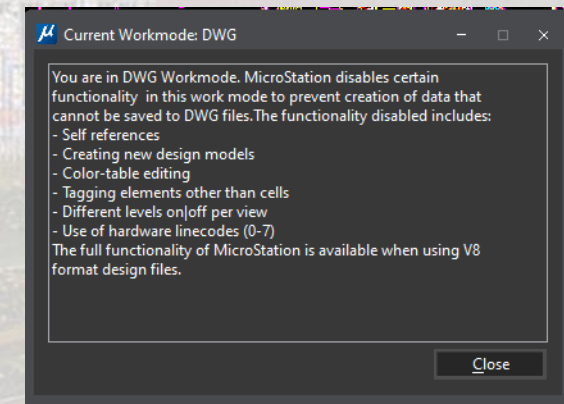 Current Workmode: DWG
You are in DWG Workmode. MicroStation disables certain
functionality  in this work mode to prevent creation of data that
cannot be saved to DWG files.The functionality disabled includes:
- Self references
- Creating new design models
- Color-table editing
- Tagging elements other than cells
- Different levels on|off per view
- Use of hardware linecodes (0-7)
The full functionality of MicroStation is available when using V8
format design files.
Close